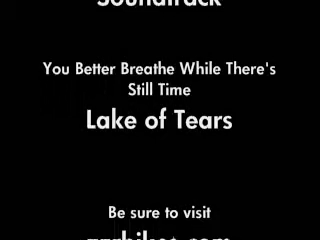 Soundtrack
You Better Breathe While There's
Still Time
Lake of Tears
Be sure to visit